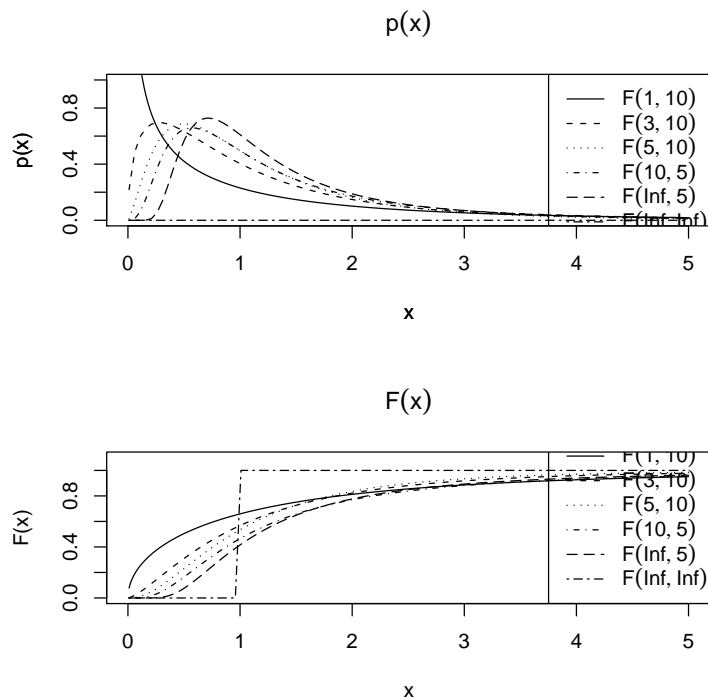 p(x)
p(x)
0.0 0.4 0.8
F(1, 10)
F(3, 10)
F(5, 10)
F(10, 5)
F(Inf, 5)
F(Inf, Inf)
0 1 2 3 4 5
x
F(x)
F(x)
0.0 0.4 0.8
F(1, 10)
F(3, 10)
F(5, 10)
F(10, 5)
F(Inf, 5)
F(Inf, Inf)
0 1 2 3 4 5
x